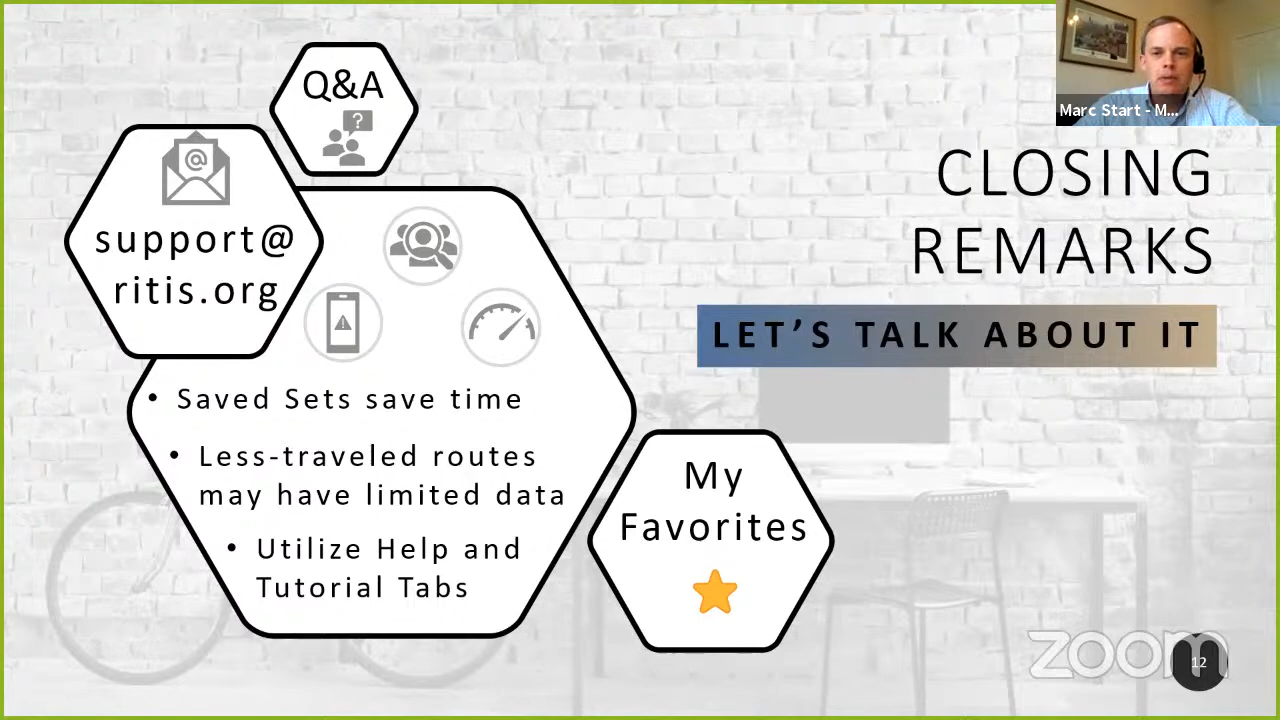 Q&A
?
Marc Start - M...
@
support@
ritis.org
CLOSING
REMARKS
LET'S TALK ABOUT IT
• Saved Sets save time
• Less-traveled routes
may have limited data
• Utilize Help and
Tutorial Tabs
My
Favorites
zoom
12